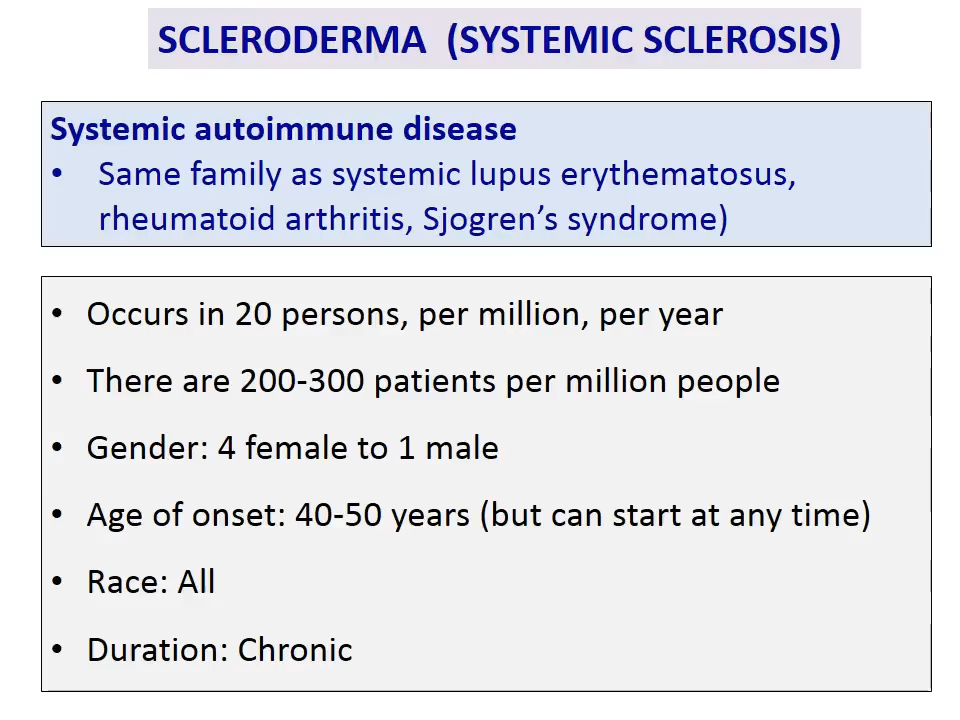 SCLERODERMA (SYSTEMIC SCLEROSIS)
Systemic autoimmune disease
• Same family as systemic lupus erythematosus,
rheumatoid arthritis, Sjogren’s syndrome)
• Occurs in 20 persons, per million, per year
• There are 200-300 patients per million people
• Gender: 4 female to 1 male
• Age of onset: 40-50 years (but can start at any time)
• Race: All
• Duration: Chronic